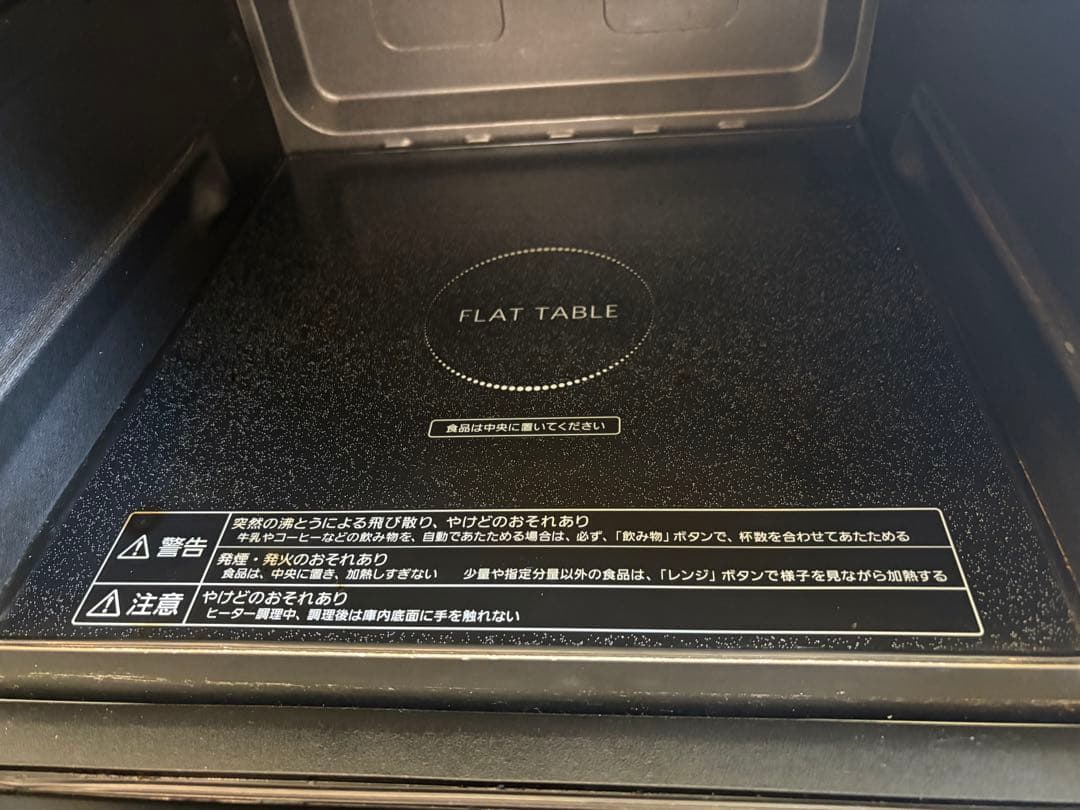 FLAT TABLE
食品は中央に置いてください
警告
突然の沸とうによる飛び散り、やけどのおそれあり
牛乳やコーヒーなどの飲み物を、自動であたためる場合は、必ず、「飲み物」ボタンで、杯数を合わせてあたためる
発煙・発火のおそれあり
食品は、中央に置き、加熱しすぎない 少量や指定分量以外の食品は、「レンジ」ボタンで様子を見ながら加熱する
注意
やけどのおそれあり
ヒーター調理中、調理後は庫内底面に手を触れない